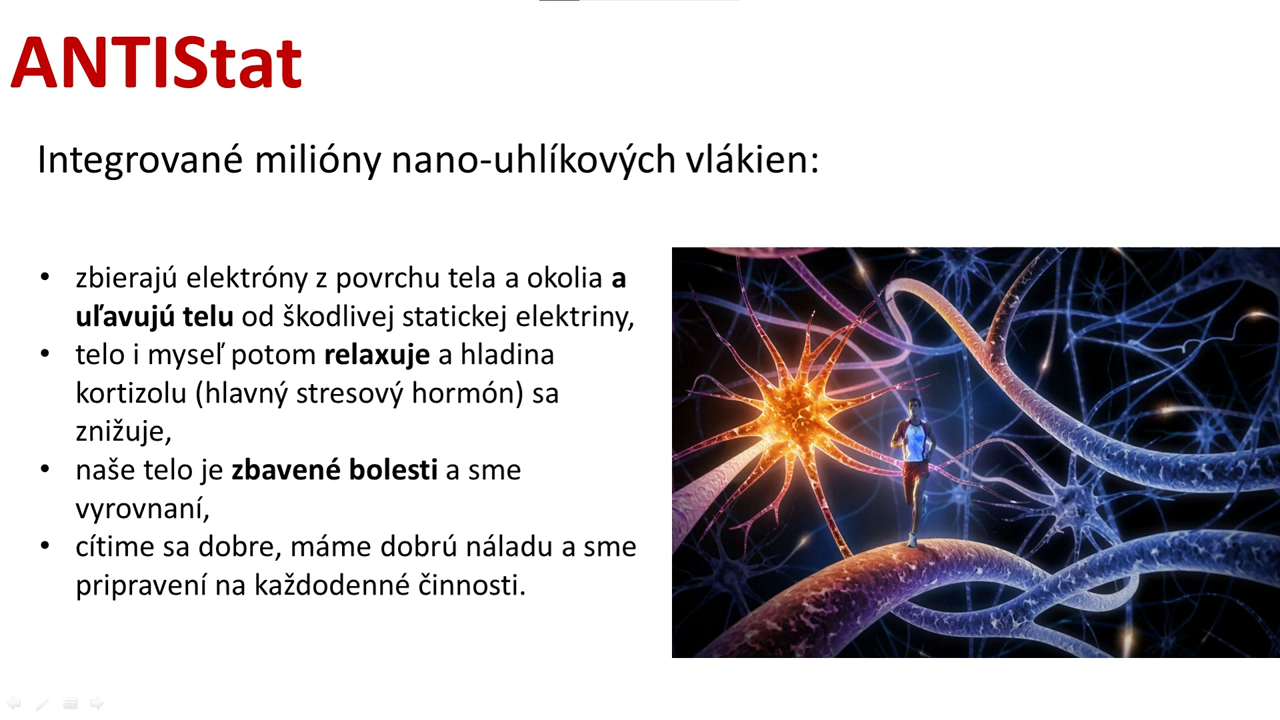 ANTIStat
Integrované milióny nano-uhlíkových vlákien:
• zbierajú elektróny z povrchu tela a okolia a
uľavujú telu od škodlivej statickej elektriny,
• telo i myseľ potom relaxuje a hladina
kortizolu (hlavný stresový hormón) sa
znižuje,
• naše telo je zbavené bolesti a sme
vyrovnaní,
• cítime sa dobre, máme dobrú náladu a sme
pripravení na každodenné činnosti.